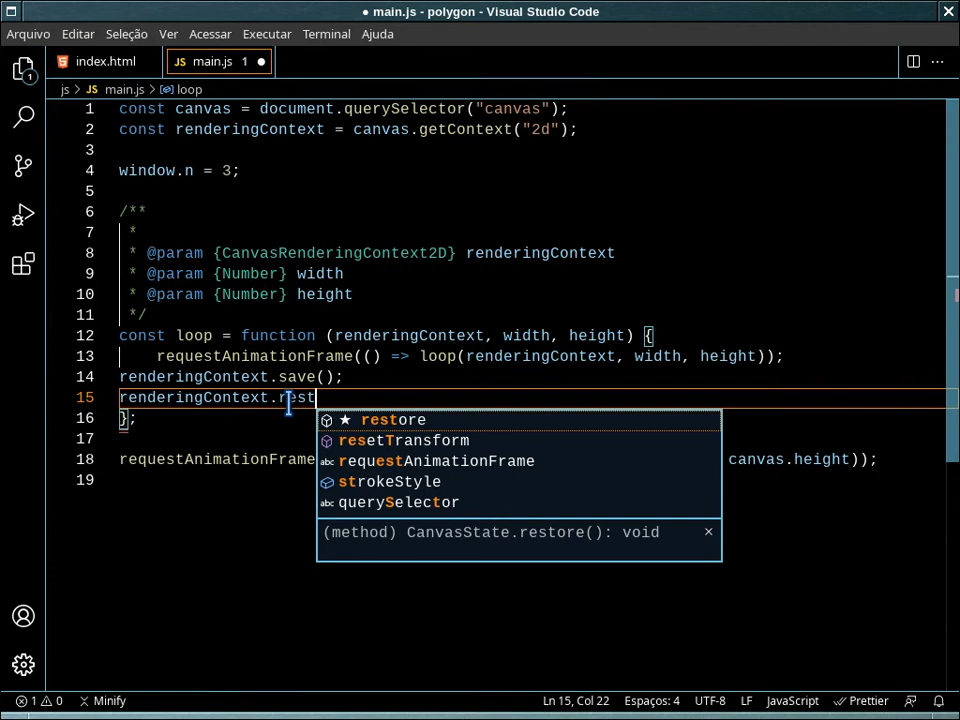 ● main.js - polygon - Visual Studio Code
Arquivo Editar Seleção Ver Acessar Executar Terminal Ajuda
index.html JS main.js 1 ●
js > JS main.js > loop
1 const canvas = document.querySelector("canvas");
2 const renderingContext = canvas.getContext("2d");
3
4 window.n = 3;
5
6 /**
7 *
8 * @param {CanvasRenderingContext2D} renderingContext
9 * @param {Number} width
10 * @param {Number} height
11 */
12 const loop = function (renderingContext, width, height) {
13 requestAnimationFrame(() => loop(renderingContext, width, height));
14 renderingContext.save();
15 renderingContext.rest
16 };
17
18 requestAnimationFrame canvas.height));
19
★ restore
resetTransform
abc requestAnimationFrame
strokeStyle
abc querySelector
(method) CanvasState.restore(): void ×
1
1 0 Minify Ln 15, Col 22 Espaços: 4 UTF-8 LF JavaScript Prettier